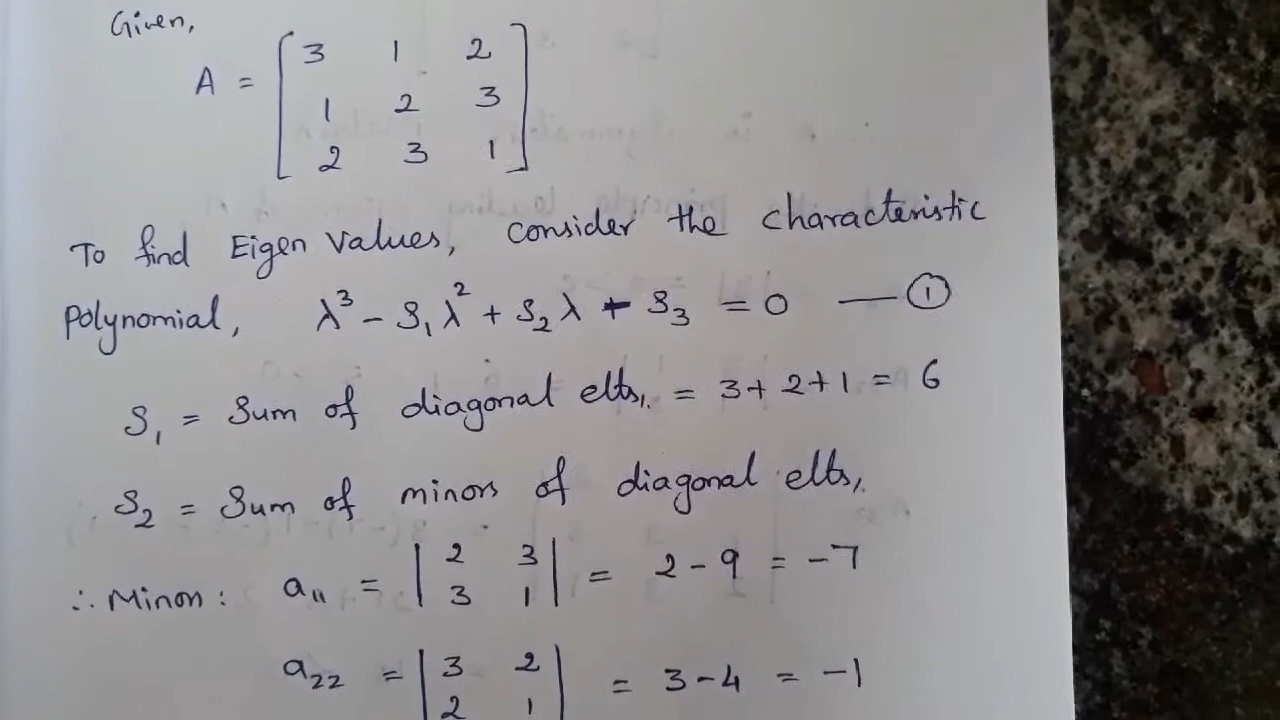 Given,
A = [ 3 1 2
1 2 3
2 3 1 ]
To find Eigen values, consider the characteristic
polynomial, λ³ - S₁λ² + S₂λ - S₃ = 0 — ①
S₁ = Sum of diagonal elts,. = 3+2+1 = 6
S₂ = Sum of minors of diagonal elts,.
∴ Minor: a₁₁ = | 2 3
3 1 | = 2 - 9 = -7
a₂₂ = | 3 2
2 1 | = 3 - 4 = -1